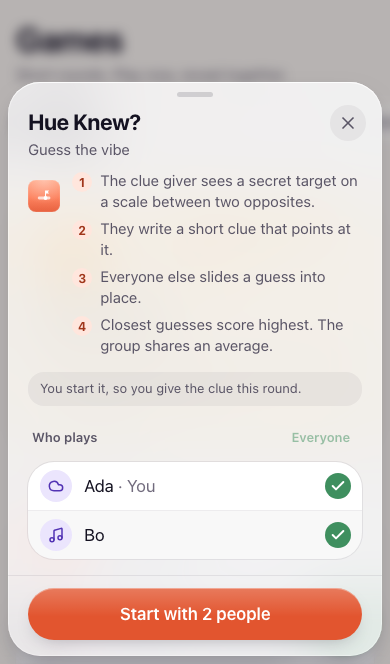 Games
Hue Knew?
Guess the vibe
1 The clue giver sees a secret target on
a scale between two opposites.
2 They write a short clue that points at
it.
3 Everyone else slides a guess into
place.
4 Closest guesses score highest. The
group shares an average.
You start it, so you give the clue this round.
Who plays
Everyone
Ada · You
Bo
Start with 2 people